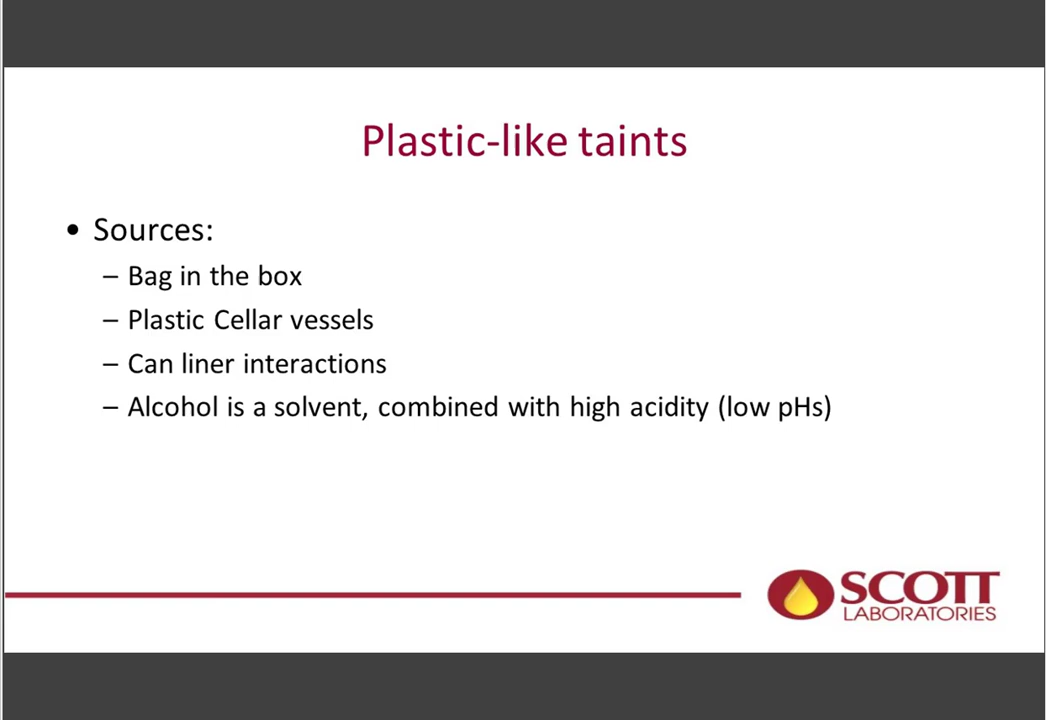 Plastic-like taints
• Sources:
– Bag in the box
– Plastic Cellar vessels
– Can liner interactions
– Alcohol is a solvent, combined with high acidity (low pHs)
SCOTT
LABORATORIES